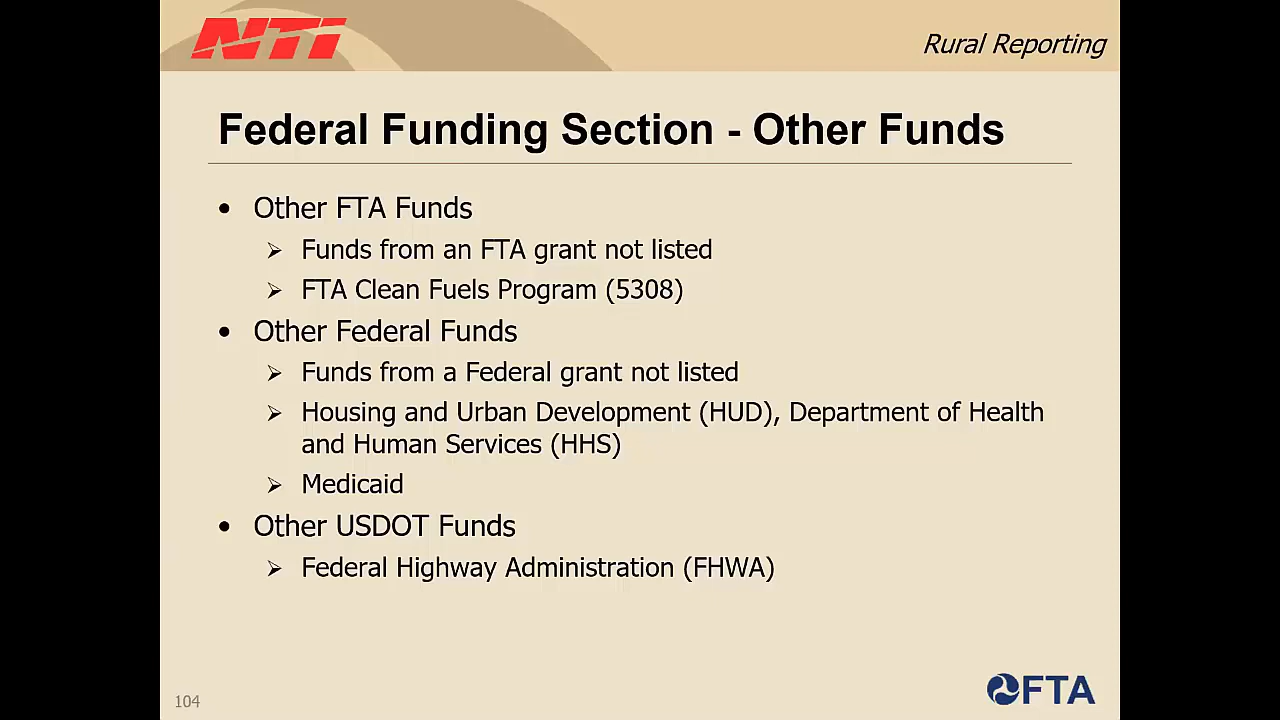 NTI
Rural Reporting
Federal Funding Section - Other Funds
• Other FTA Funds
➢ Funds from an FTA grant not listed
➢ FTA Clean Fuels Program (5308)
• Other Federal Funds
➢ Funds from a Federal grant not listed
➢ Housing and Urban Development (HUD), Department of Health
and Human Services (HHS)
➢ Medicaid
• Other USDOT Funds
➢ Federal Highway Administration (FHWA)
104
FTA